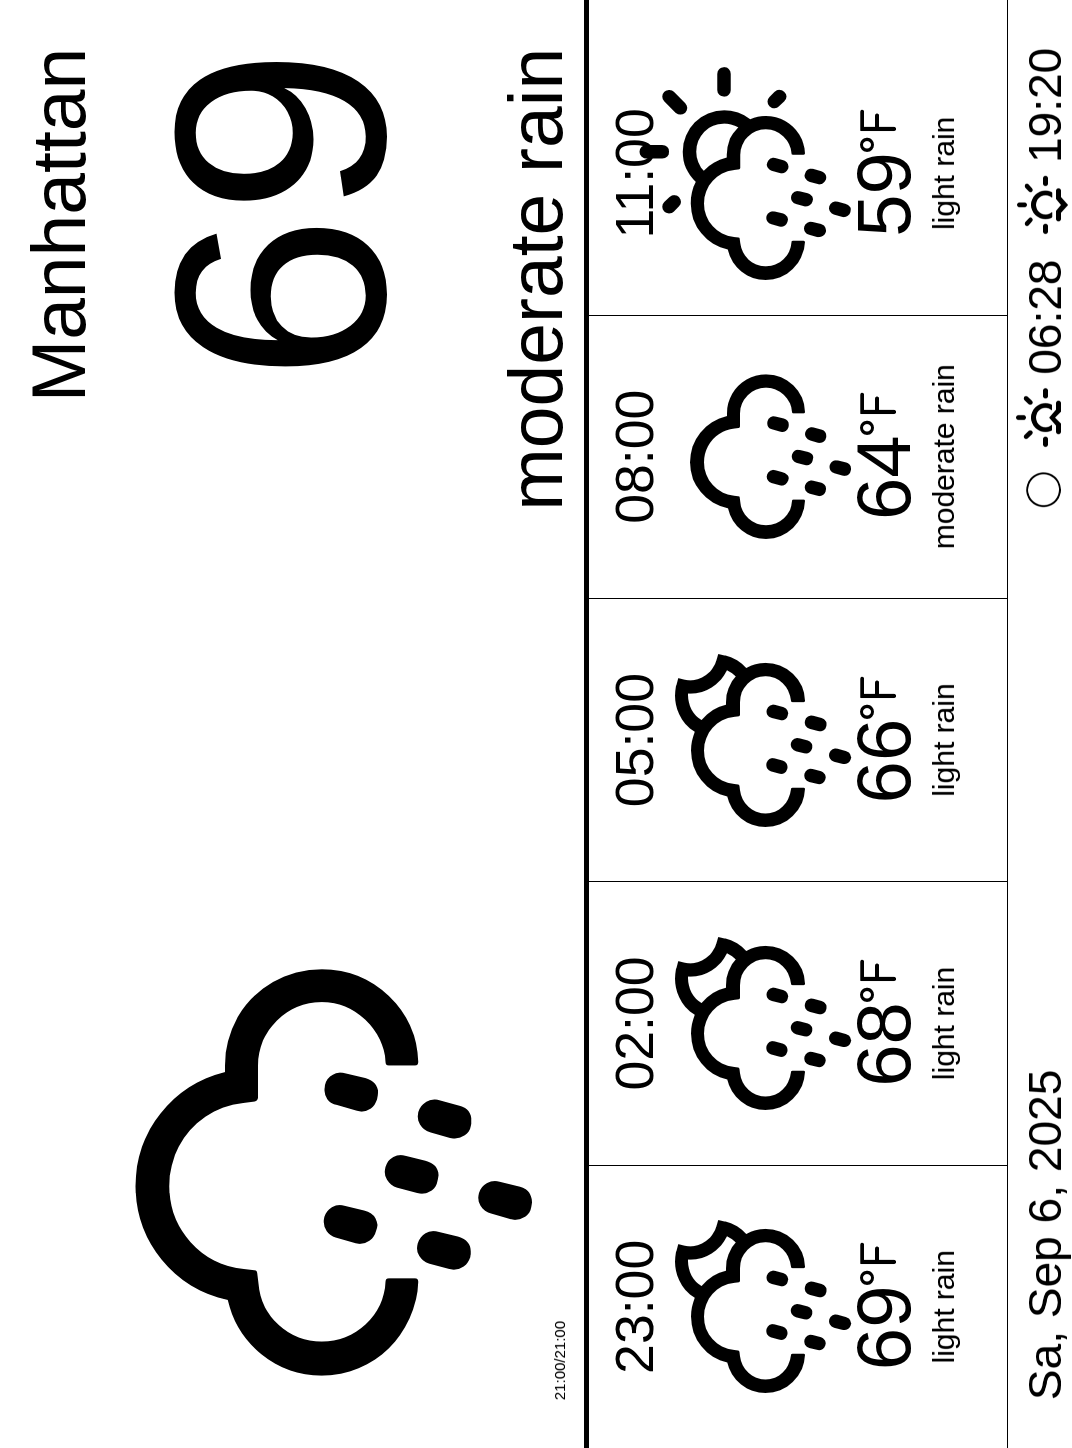 Manhattan
69
moderate rain
21:00/21:00
23:00 02:00 05:00 08:00 11:00
69°F 68°F 66°F 64°F 59°F
light rain light rain light rain moderate rain light rain
Sa, Sep 6, 2025 06:28 19:20